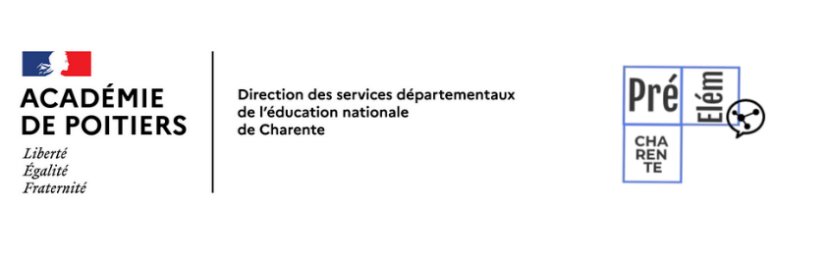 ACADÉMIE
DE POITIERS
Liberté
Égalité
Fraternité
Direction des services départementaux
de l'éducation nationale
de Charente
Pré
Elém
CHA
REN
TE